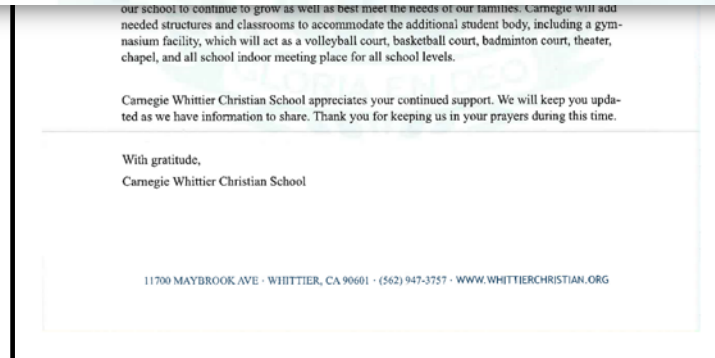 our school to continue to grow as well as best meet the needs of our families. Carnegie will add
needed structures and classrooms to accommodate the additional student body, including a gym-
nasium facility, which will act as a volleyball court, basketball court, badminton court, theater,
chapel, and all school indoor meeting place for all school levels.
GLORIA EN DEO
Carnegie Whittier Christian School appreciates your continued support. We will keep you upda-
ted as we have information to share. Thank you for keeping us in your prayers during this time.
With gratitude,
Carnegie Whittier Christian School
11700 MAYBROOK AVE · WHITTIER, CA 90601 · (562) 947-3757 · WWW.WHITTIERCHRISTIAN.ORG